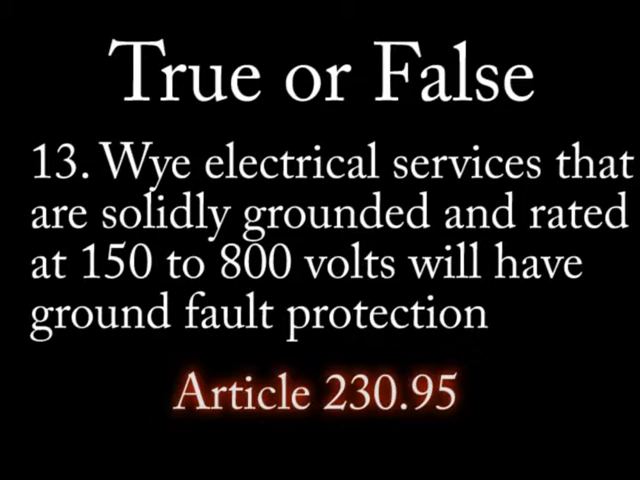 True or False
13. Wye electrical services that
are solidly grounded and rated
at 150 to 800 volts will have
ground fault protection
Article 230.95